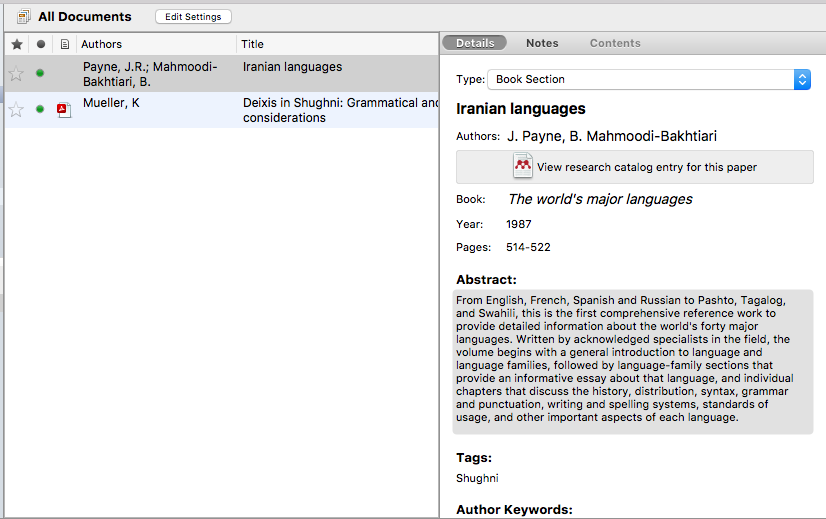 All Documents
Edit Settings
Authors
Title
Payne, J.R.; Mahmoodi-
Bakhtiari, B.
Iranian languages
Mueller, K
Deixis in Shughni: Grammatical and
considerations
Details
Notes
Contents
Type:
Book Section
Iranian languages
Authors:
J. Payne, B. Mahmoodi-Bakhtiari
View research catalog entry for this paper
Book:
The world's major languages
Year:
1987
Pages:
514-522
Abstract:
From English, French, Spanish and Russian to Pashto, Tagalog,
and Swahili, this is the first comprehensive reference work to
provide detailed information about the world's forty major
languages. Written by acknowledged specialists in the field, the
volume begins with a general introduction to language and
language families, followed by language-family sections that
provide an informative essay about that language, and individual
chapters that discuss the history, distribution, syntax, grammar
and punctuation, writing and spelling systems, standards of
usage, and other important aspects of each language.
Tags:
Shughni
Author Keywords: